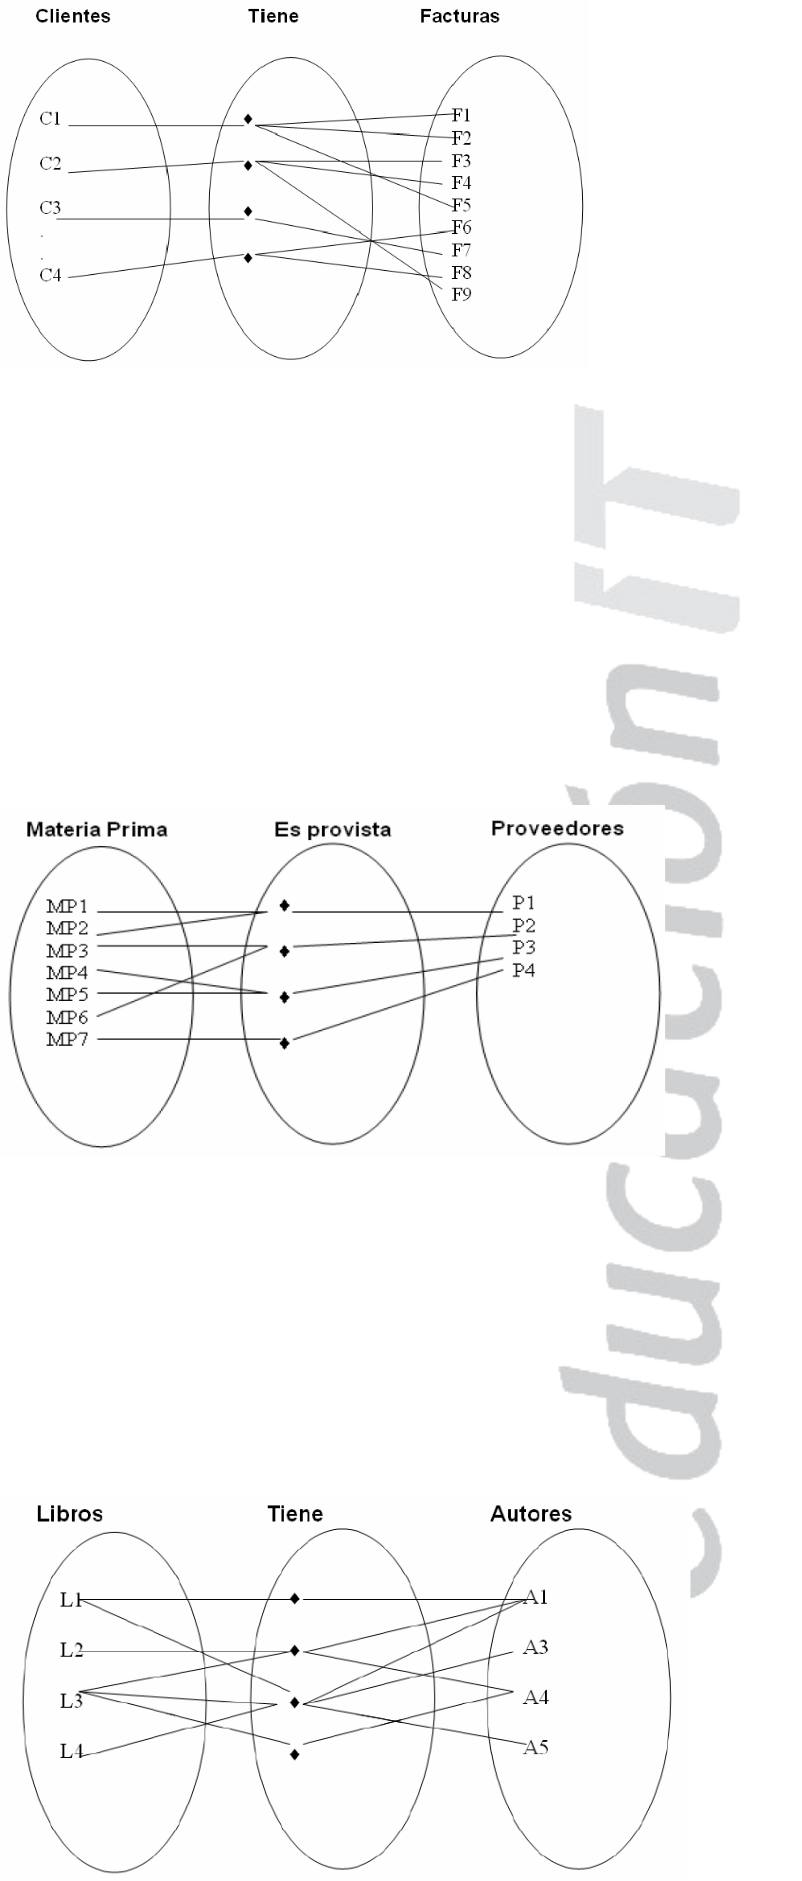 Clientes Tiene Facturas
C1 F1
F2
C2 F3
F4
C3 F5
. F6
. F7
C4 F8
F9
Materia Prima Es provista Proveedores
MP1 P1
MP2 P2
MP3 P3
MP4 P4
MP5
MP6
MP7
Libros Tiene Autores
L1 A1
L2 A3
L3 A4
L4 A5
educaciónIT